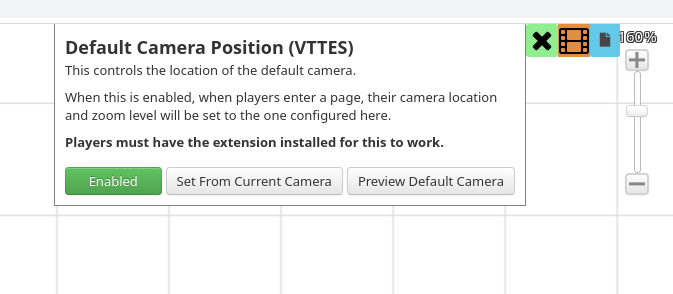 Default Camera Position (VTTES)
This controls the location of the default camera.
When this is enabled, when players enter a page, their camera location
and zoom level will be set to the one configured here.
Players must have the extension installed for this to work.
Enabled
Set From Current Camera
Preview Default Camera
160%